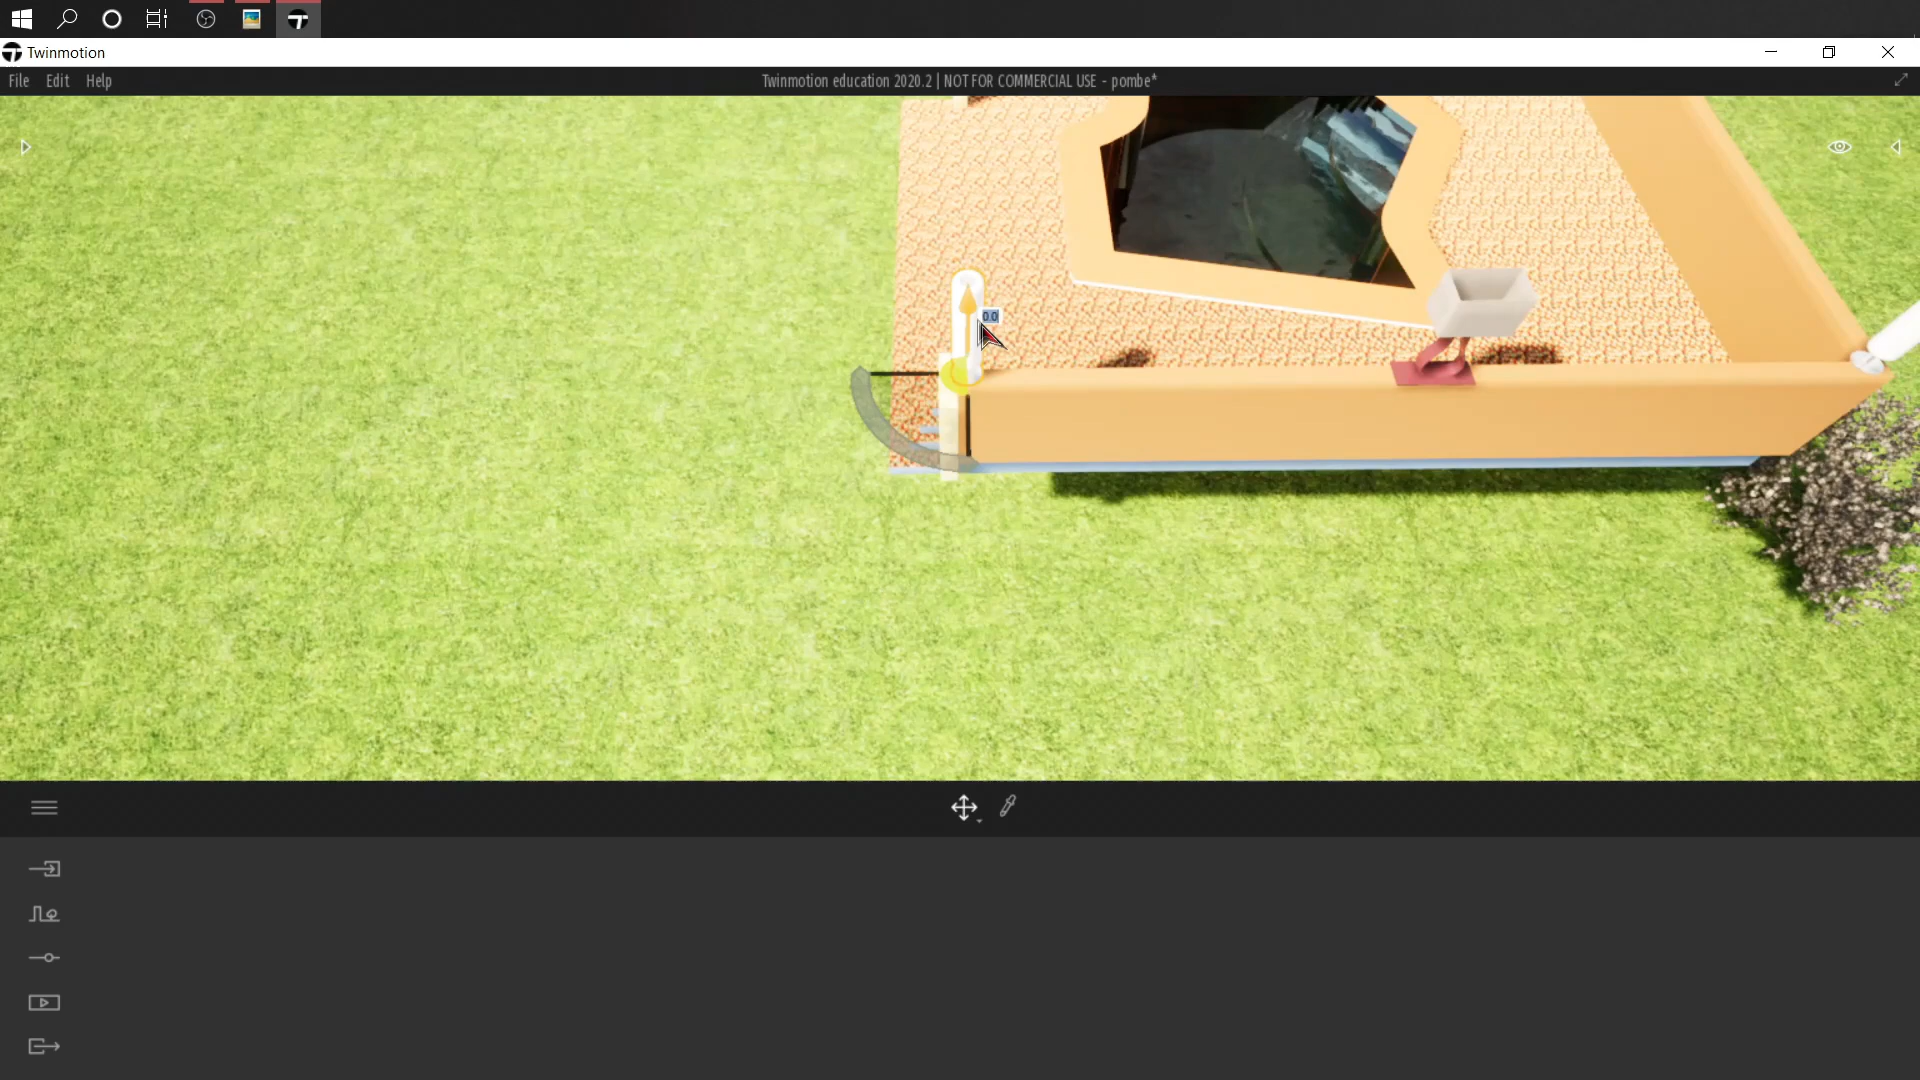 Twinmotion
File Edit Help
Twinmotion education 2020.2 | NOT FOR COMMERCIAL USE - pombe*
0.0